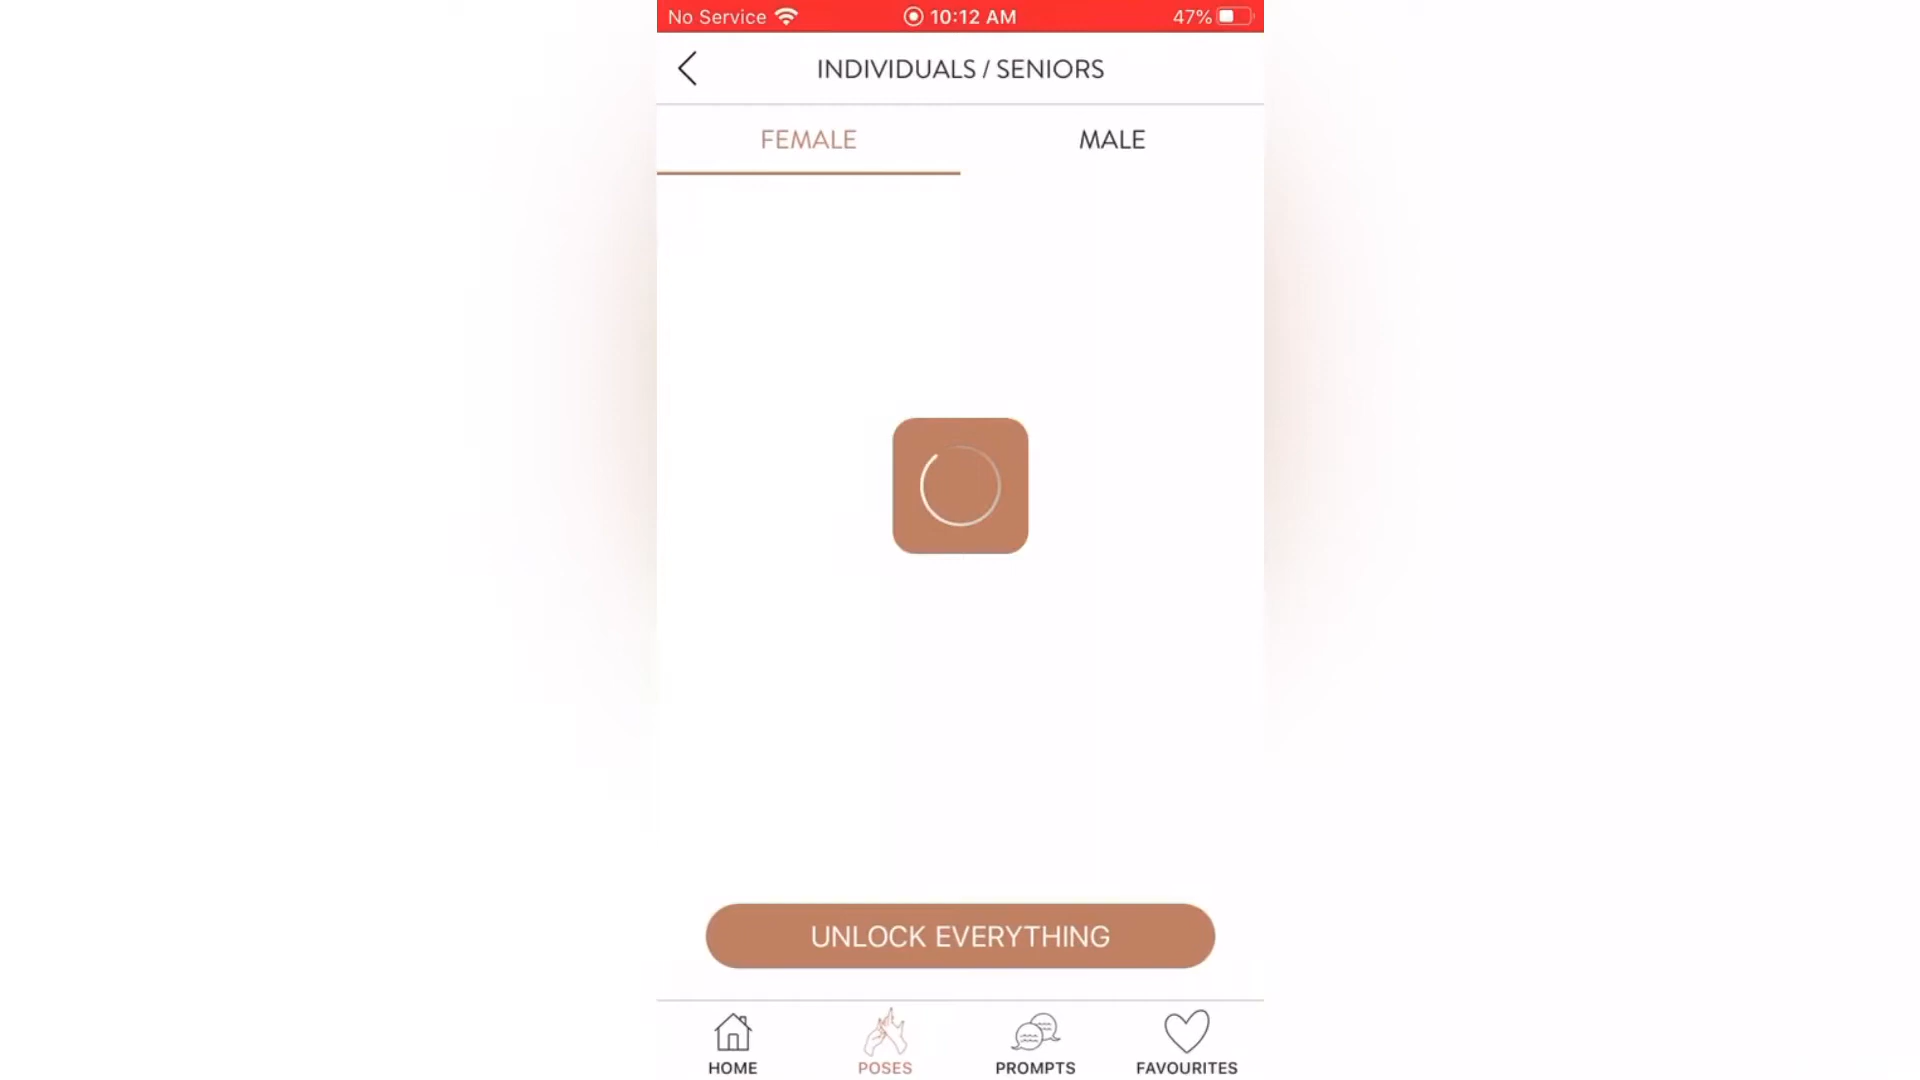 No Service 10:12 AM 47%
INDIVIDUALS / SENIORS
FEMALE MALE
UNLOCK EVERYTHING
HOME POSES PROMPTS FAVOURITES